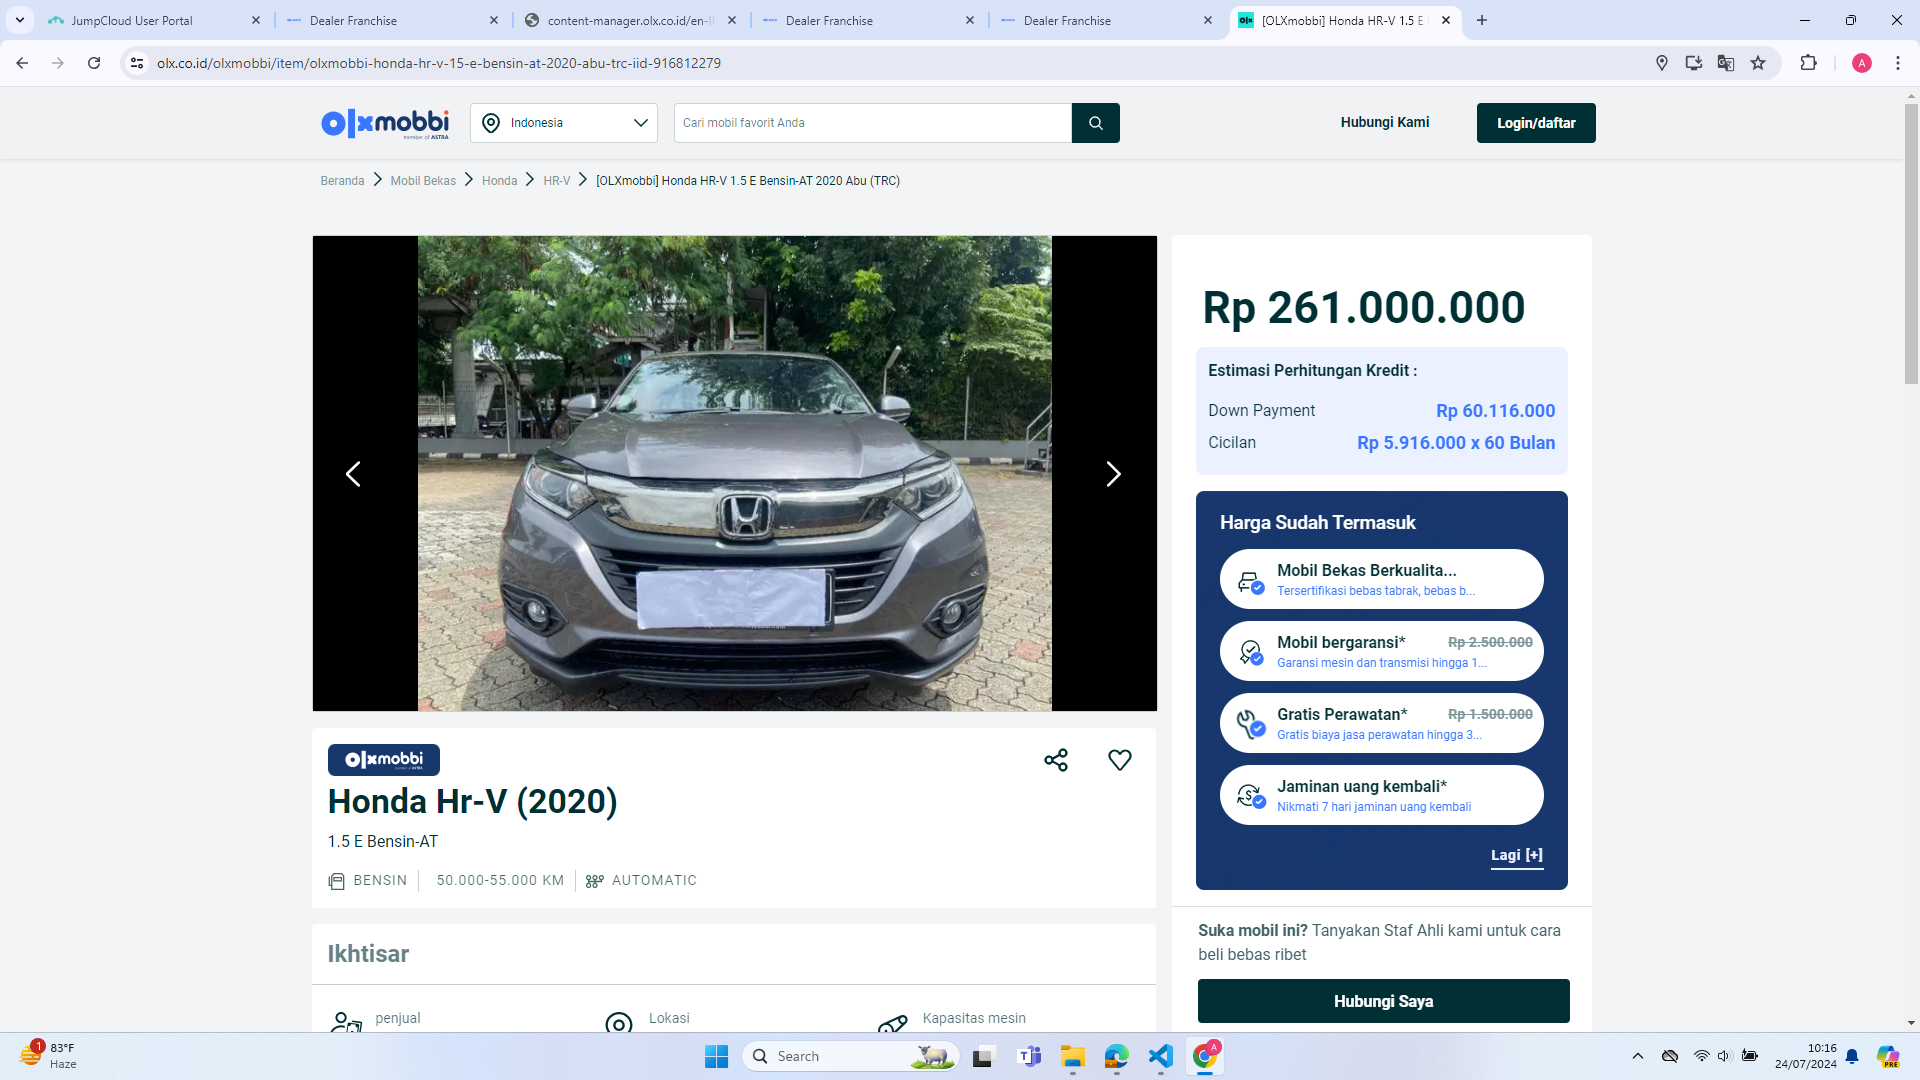 JumpCloud User Portal
Dealer Franchise
content-manager.olx.co.id/en-I
Dealer Franchise
Dealer Franchise
[OLXmobbi] Honda HR-V 1.5 E
olx.co.id/olxmobbi/item/olxmobbi-honda-hr-v-15-e-bensin-at-2020-abu-trc-iid-916812279
A
olxmobbi
member of ASTRA
Indonesia
Cari mobil favorit Anda
Hubungi Kami
Login/daftar
Beranda
Mobil Bekas
Honda
HR-V
[OLXmobbi] Honda HR-V 1.5 E Bensin-AT 2020 Abu (TRC)
Rp 261.000.000
Estimasi Perhitungan Kredit :
Down Payment
Rp 60.116.000
Cicilan
Rp 5.916.000 x 60 Bulan
Harga Sudah Termasuk
Mobil Bekas Berkualita...
Tersertifikasi bebas tabrak, bebas b...
Mobil bergaransi*
Rp 2.500.000
Garansi mesin dan transmisi hingga 1...
Gratis Perawatan*
Rp 1.500.000
Gratis biaya jasa perawatan hingga 3...
Jaminan uang kembali*
Nikmati 7 hari jaminan uang kembali
Lagi [+]
olxmobbi
Honda Hr-V (2020)
1.5 E Bensin-AT
BENSIN
50.000-55.000 KM
AUTOMATIC
Ikhtisar
penjual
Lokasi
Kapasitas mesin
Suka mobil ini? Tanyakan Staf Ahli kami untuk cara
beli bebas ribet
Hubungi Saya
1
83°F
Haze
Search
A
10:16
24/07/2024
PRE